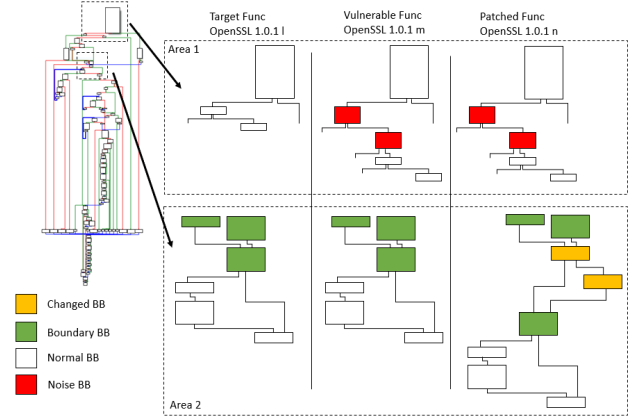 Target Func
OpenSSL 1.0.1 l
Vulnerable Func
OpenSSL 1.0.1 m
Patched Func
OpenSSL 1.0.1 n
Area 1
Changed BB
Boundary BB
Normal BB
Noise BB
Area 2